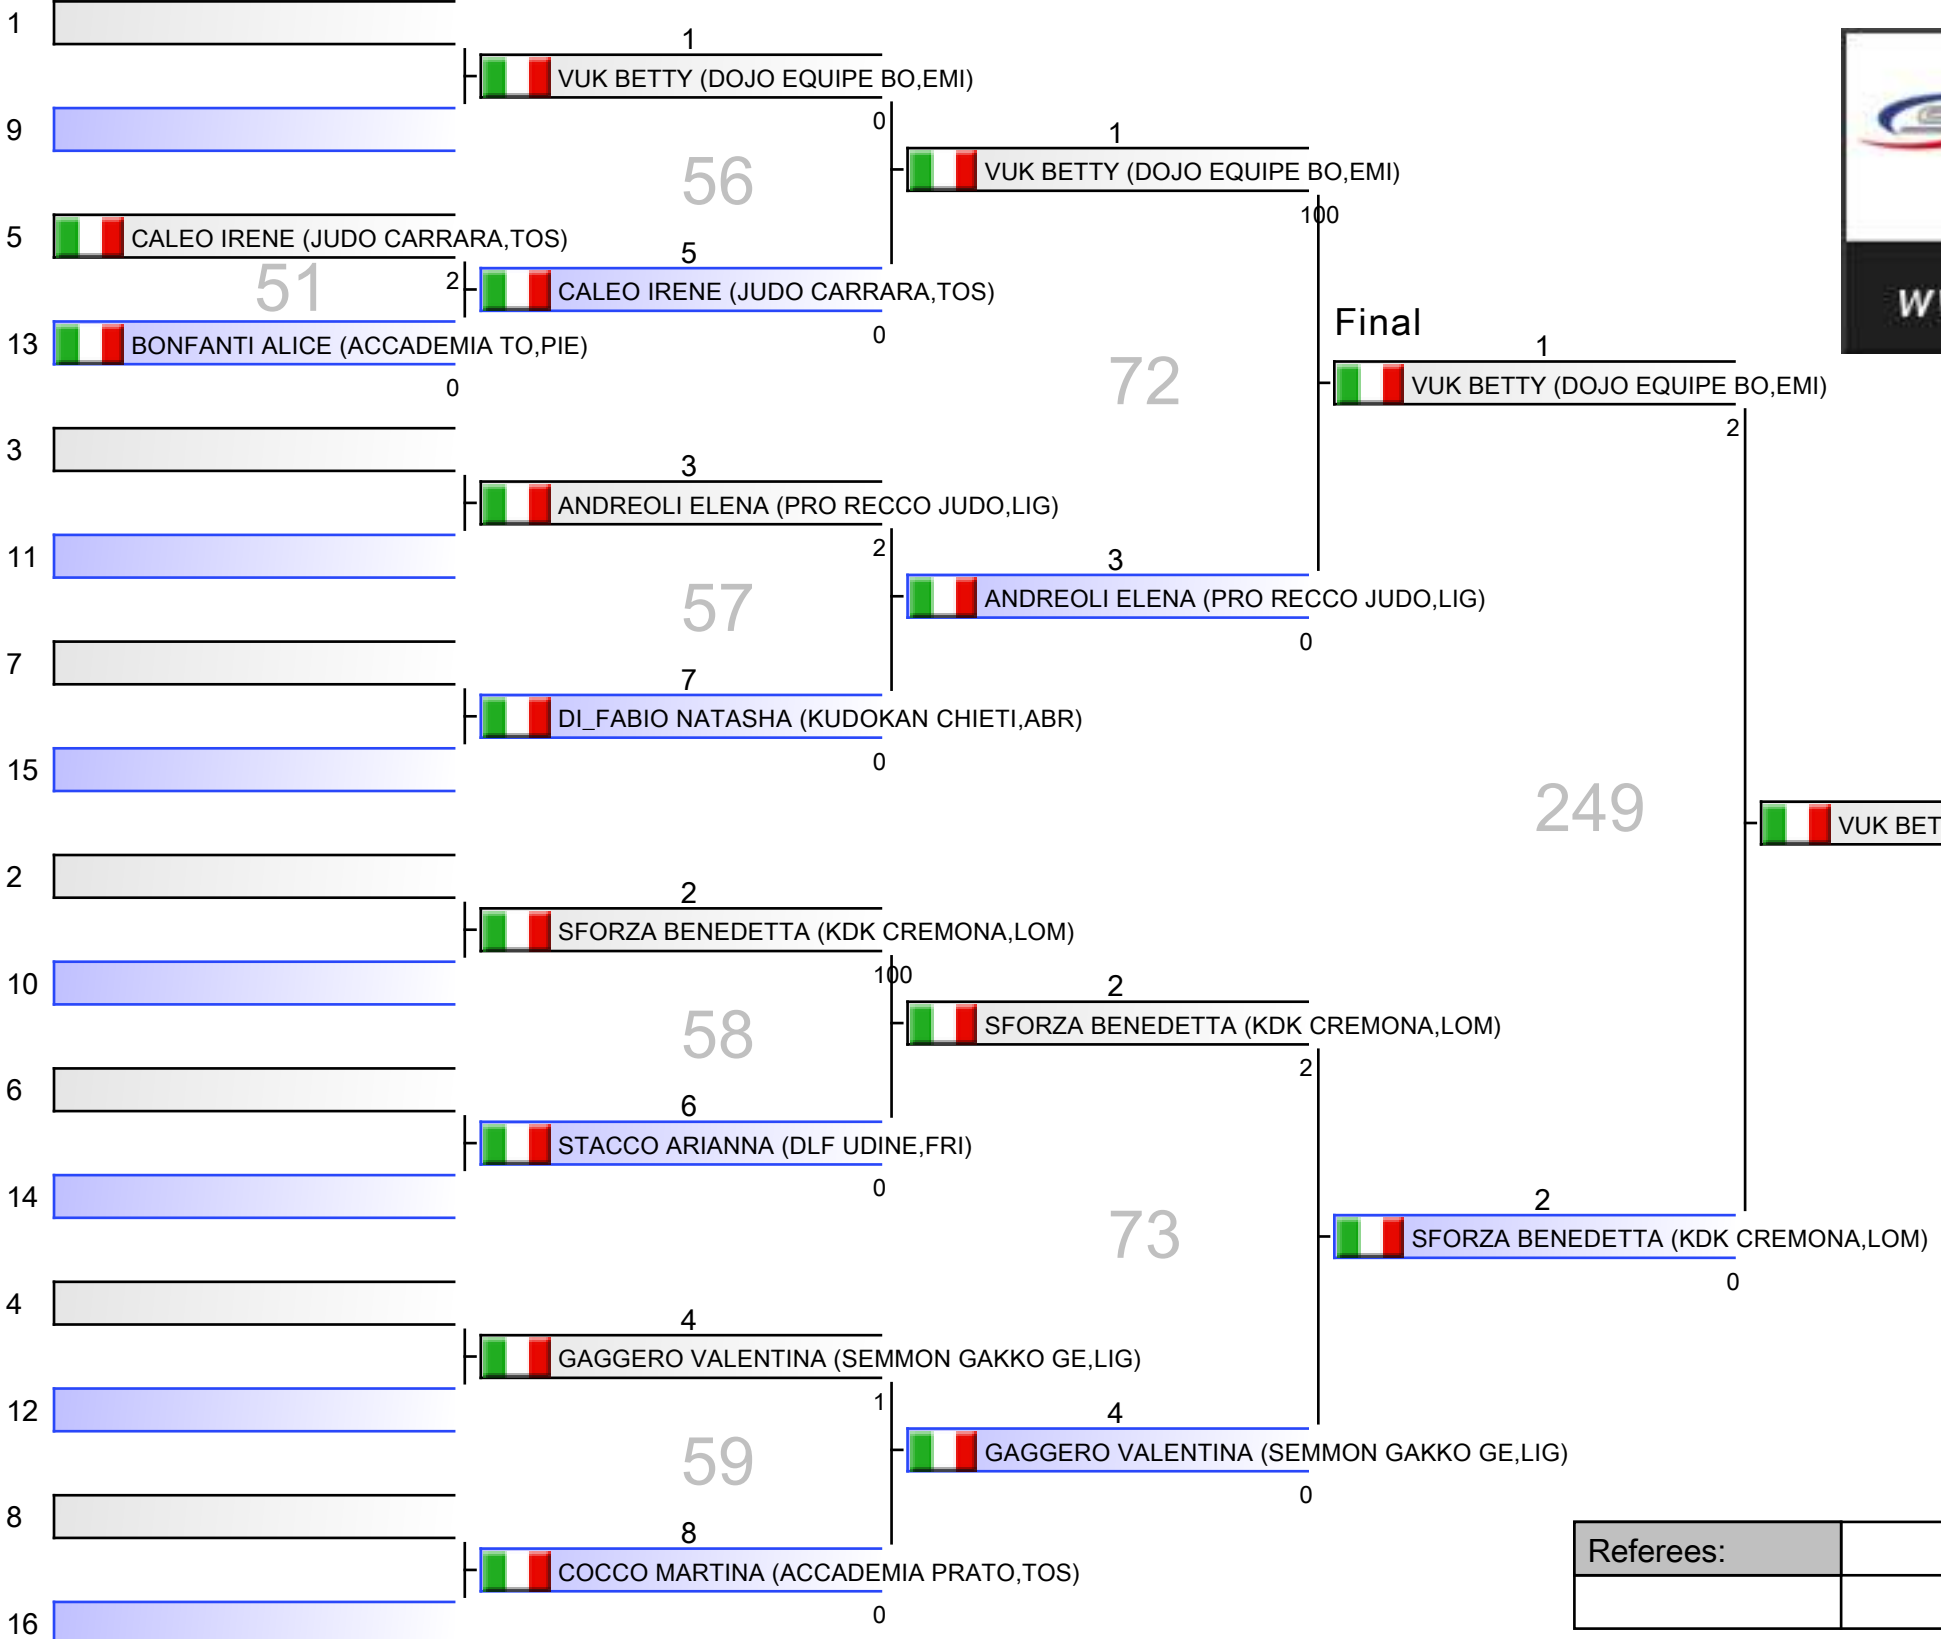 1
1
VUK BETTY (DOJO EQUIPE BO,EMI)
9
0
56
1
VUK BETTY (DOJO EQUIPE BO,EMI)
100
5
CALEO IRENE (JUDO CARRARA,TOS)
51
2
5
CALEO IRENE (JUDO CARRARA,TOS)
0
13
BONFANTI ALICE (ACCADEMIA TO,PIE)
0
72
Final
1
VUK BETTY (DOJO EQUIPE BO,EMI)
2
3
3
ANDREOLI ELENA (PRO RECCO JUDO,LIG)
11
2
57
3
ANDREOLI ELENA (PRO RECCO JUDO,LIG)
0
7
7
DI_FABIO NATASHA (KUDOKAN CHIETI,ABR)
15
0
249
VUK BET
2
2
SFORZA BENEDETTA (KDK CREMONA,LOM)
10
100
58
2
SFORZA BENEDETTA (KDK CREMONA,LOM)
2
6
6
STACCO ARIANNA (DLF UDINE,FRI)
14
0
73
2
SFORZA BENEDETTA (KDK CREMONA,LOM)
0
4
4
GAGGERO VALENTINA (SEMMON GAKKO GE,LIG)
12
1
59
4
GAGGERO VALENTINA (SEMMON GAKKO GE,LIG)
0
8
8
COCCO MARTINA (ACCADEMIA PRATO,TOS)
16
0
Referees: